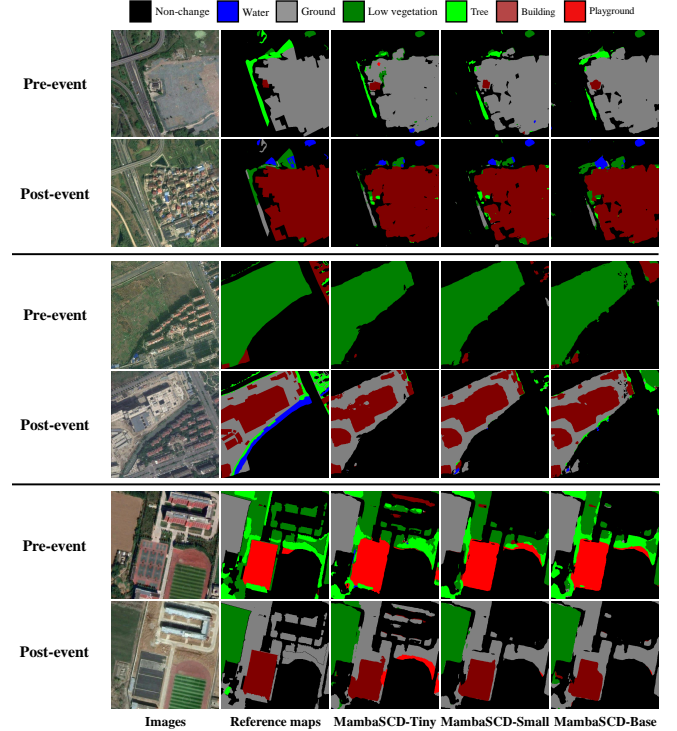 Non-change Water Ground Low vegetation Tree Building Playground
Pre-event
Post-event
Pre-event
Post-event
Pre-event
Post-event
Images Reference maps MambaSCD-Tiny MambaSCD-Small MambaSCD-Base